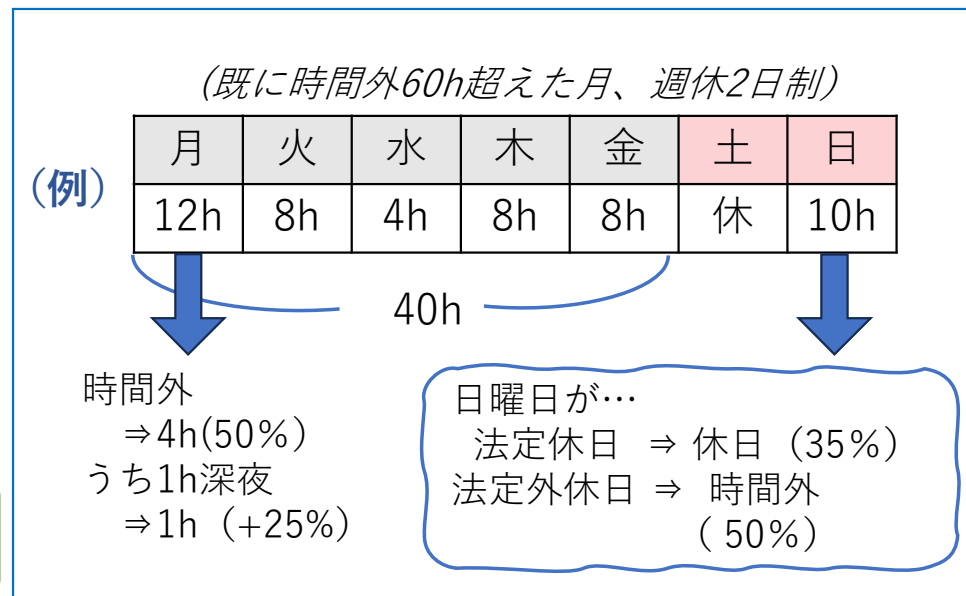 (既に時間外60h超えた月、週休2日制)
(例)
月 火 水 木 金 土 日
12h 8h 4h 8h 8h 休 10h
40h
時間外
⇒4h(50%)
うち1h深夜
⇒1h (+25%)
日曜日が…
法定休日 ⇒ 休日 (35%)
法定外休日 ⇒ 時間外
( 50%)